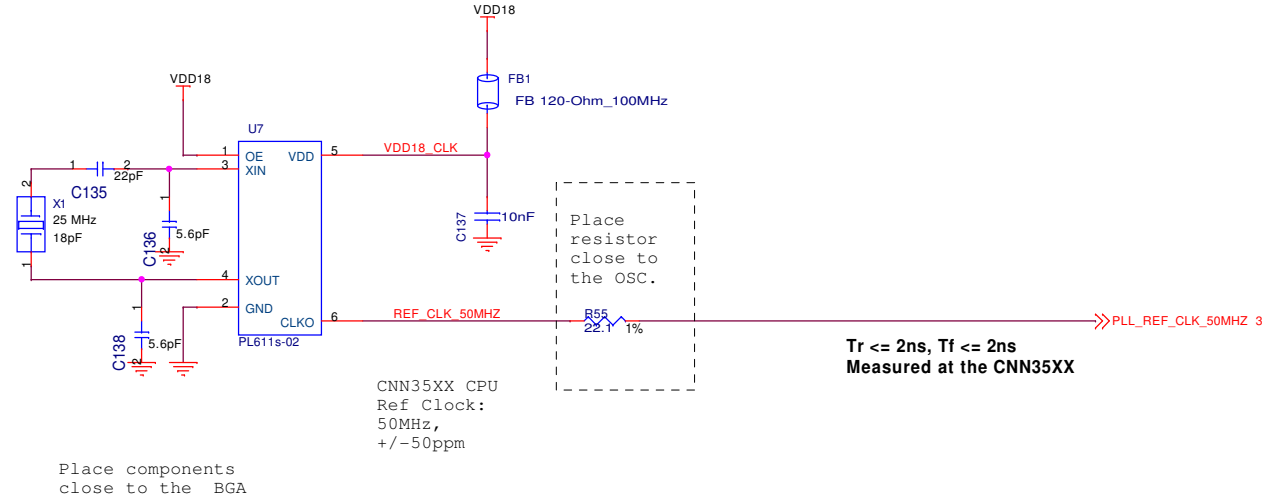 VDD18
FB1
FB 120-Ohm_100MHz
VDD18
U7
1
OE
VDD
5
VDD18_CLK
3
XIN
1
2
22pF
C135
2
X1
25 MHz
18pF
1
1
5.6pF
C136
2
C137
10nF
Place
resistor
close to
the OSC.
4
XOUT
2
GND
CLKO
6
REF_CLK_50MHZ
R55
22.1
1%
PLL_REF_CLK_50MHZ 3
PL611s-02
1
5.6pF
C138
2
Tr <= 2ns, Tf <= 2ns
Measured at the CNN35XX
CNN35XX CPU
Ref Clock:
50MHz,
+/-50ppm
Place components
close to the BGA